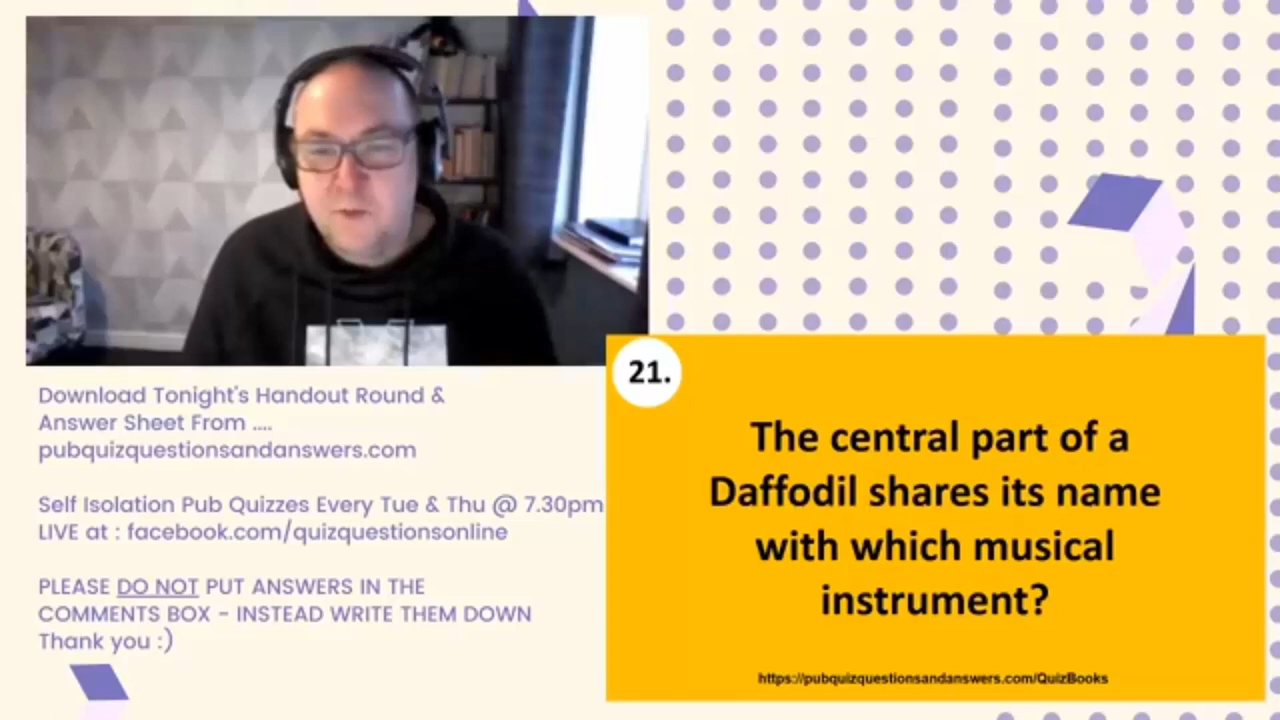 Download Tonight's Handout Round &
Answer Sheet From ....
pubquizquestionsandanswers.com
Self Isolation Pub Quizzes Every Tue & Thu @ 7.30pm
LIVE at : facebook.com/quizquestionsonline
PLEASE DO NOT PUT ANSWERS IN THE
COMMENTS BOX - INSTEAD WRITE THEM DOWN
Thank you :)
21.
The central part of a
Daffodil shares its name
with which musical
instrument?
https://pubquizquestionsandanswers.com/QuizBooks